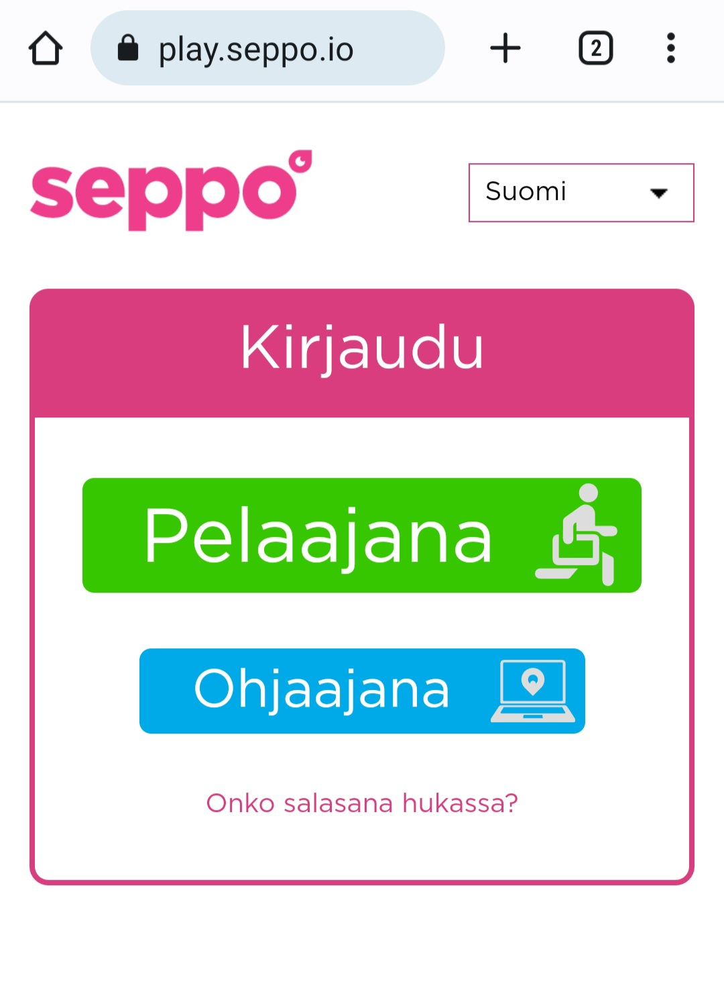 play.seppo.io
2
seppo
Suomi
Kirjaudu
Pelaajana
Ohjaajana
Onko salasana hukassa?